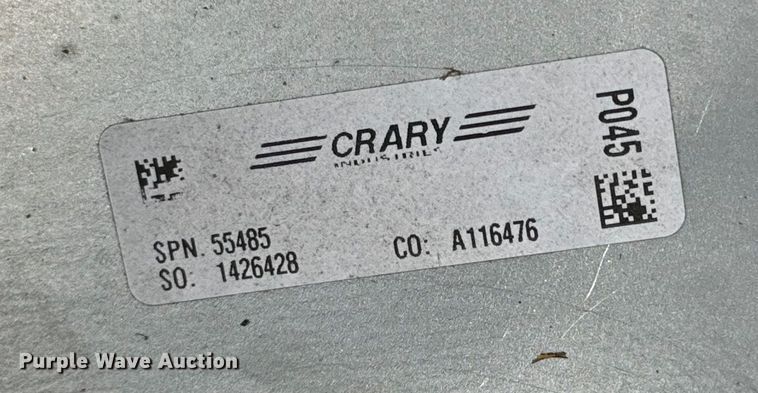 CRARY
INDUSTRIES
P045
SPN. 55485
SO: 1426428
CO: A116476
Purple Wave Auction